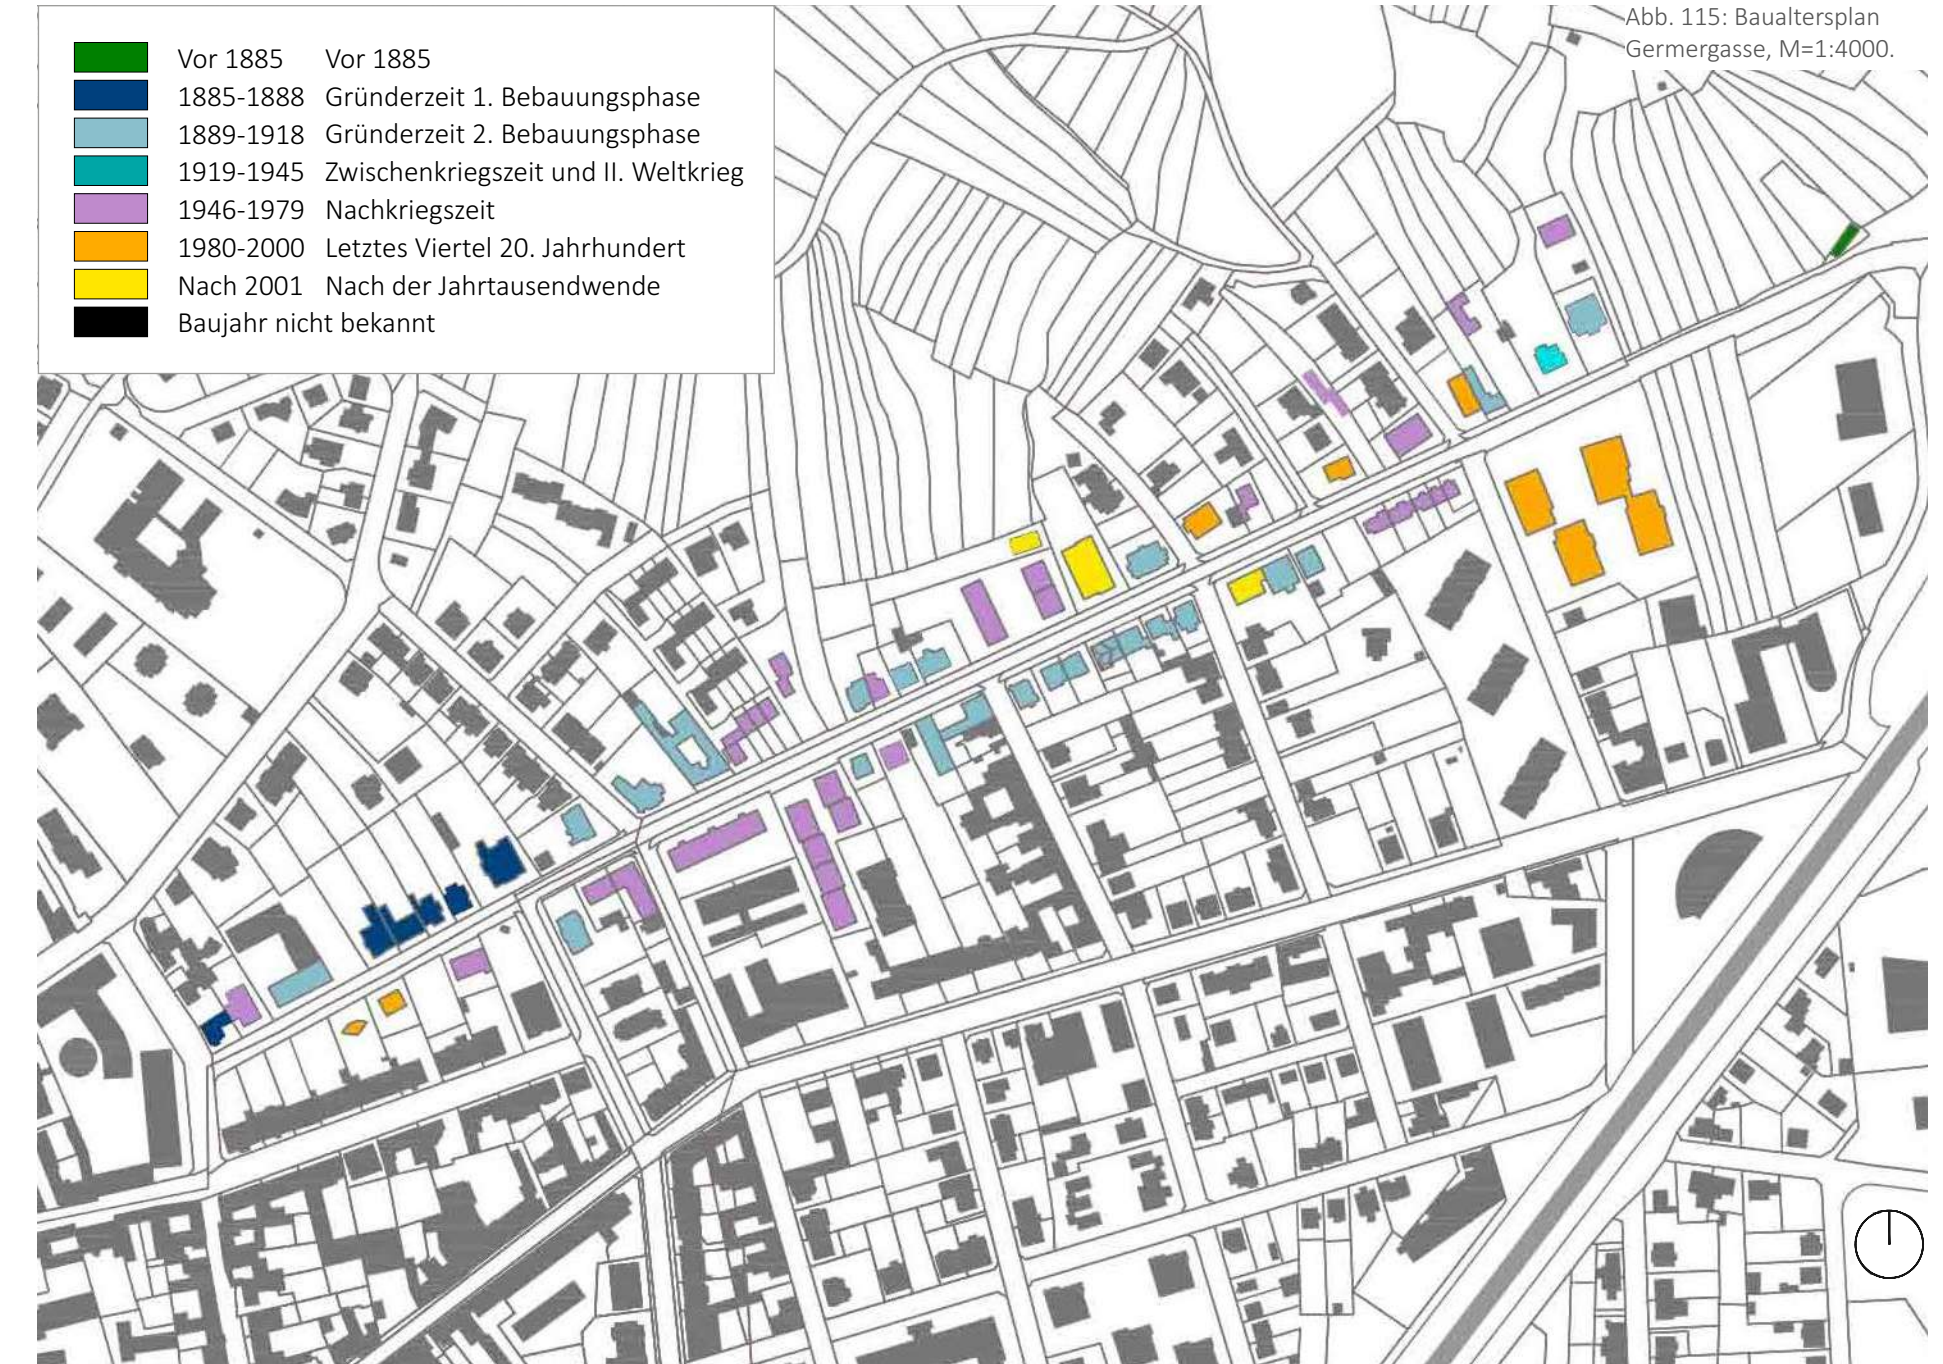 Vor 1885 Vor 1885
1885-1888 Gründerzeit 1. Bebauungsphase
1889-1918 Gründerzeit 2. Bebauungsphase
1919-1945 Zwischenkriegszeit und II. Weltkrieg
1946-1979 Nachkriegszeit
1980-2000 Letztes Viertel 20. Jahrhundert
Nach 2001 Nach der Jahrtausendwende
Baujahr nicht bekannt
Abb. 115: Baualtersplan
Germergasse, M=1:4000.